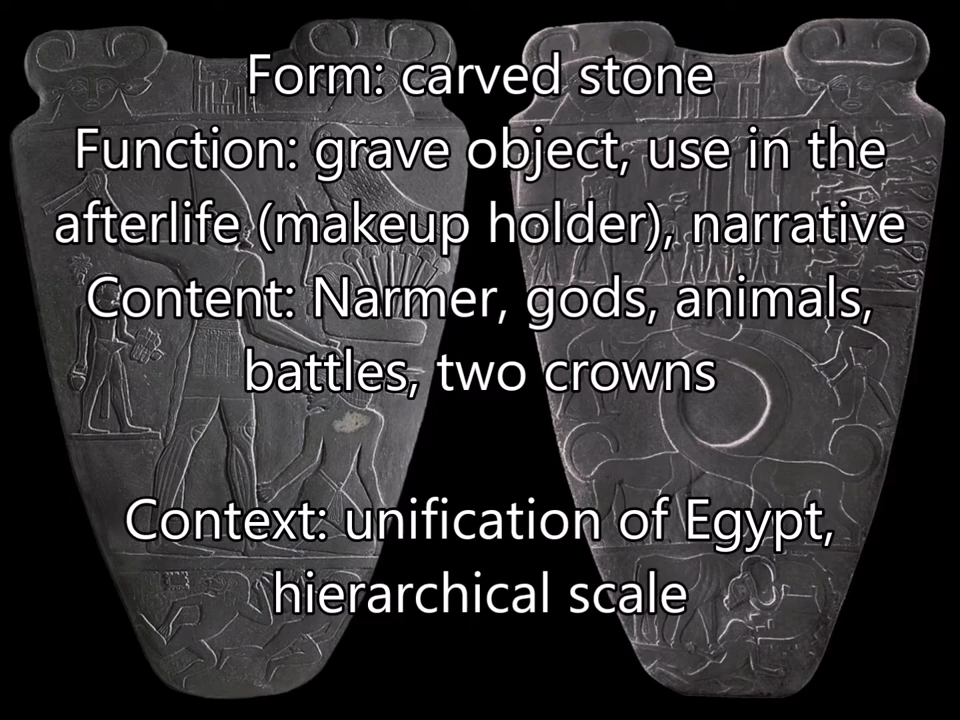 Form: carved stone
Function: grave object, use in the
afterlife (makeup holder), narrative
Content: Narmer, gods, animals,
battles, two crowns
Context: unification of Egypt,
hierarchical scale